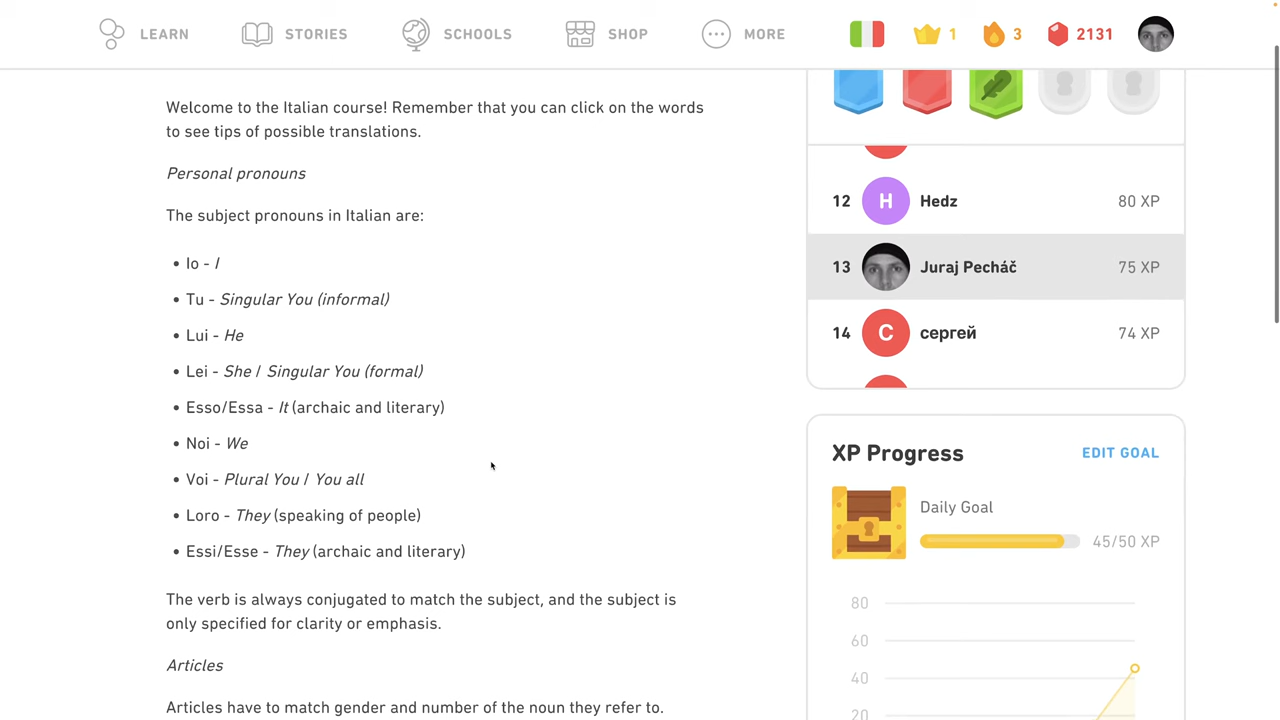 LEARN
STORIES
SCHOOLS
SHOP
MORE
1
3
2131
Welcome to the Italian course! Remember that you can click on the words
to see tips of possible translations.
Personal pronouns
The subject pronouns in Italian are:
• Io - I
• Tu - Singular You (informal)
• Lui - He
• Lei - She / Singular You (formal)
• Esso/Essa - It (archaic and literary)
• Noi - We
• Voi - Plural You / You all
• Loro - They (speaking of people)
• Essi/Esse - They (archaic and literary)
The verb is always conjugated to match the subject, and the subject is
only specified for clarity or emphasis.
Articles
Articles have to match gender and number of the noun they refer to.
12 H Hedz 80 XP
13 Juraj Pecháč 75 XP
14 C сергей 74 XP
XP Progress EDIT GOAL
Daily Goal
45/50 XP
80
60
40
20